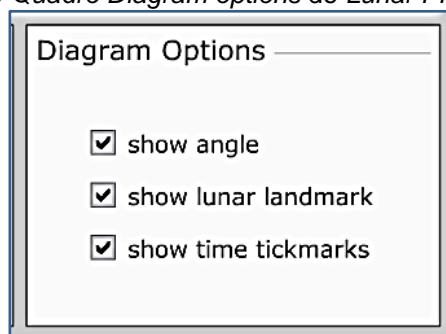 Quadro Diagram options do Lunar
Diagram Options
show angle
show lunar landmark
show time tickmarks